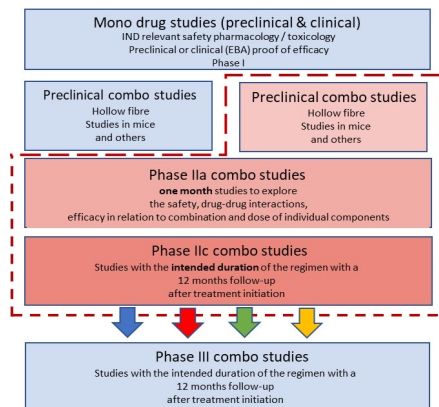 Mono drug studies (preclinical & clinical)
IND relevant safety pharmacology / toxicology
Preclinical or clinical (EBA) proof of efficacy
Phase I
Preclinical combo studies
Hollow fibre
Studies in mice
and others
Preclinical combo studies
Hollow fibre
Studies in mice
and others
Phase IIa combo studies
one month studies to explore
the safety, drug-drug interactions,
efficacy in relation to combination and dose of individual components
Phase IIc combo studies
Studies with the intended duration of the regimen with a
12 months follow-up
after treatment initiation
Phase III combo studies
Studies with the intended duration of the regimen with a
12 months follow-up
after treatment initiation